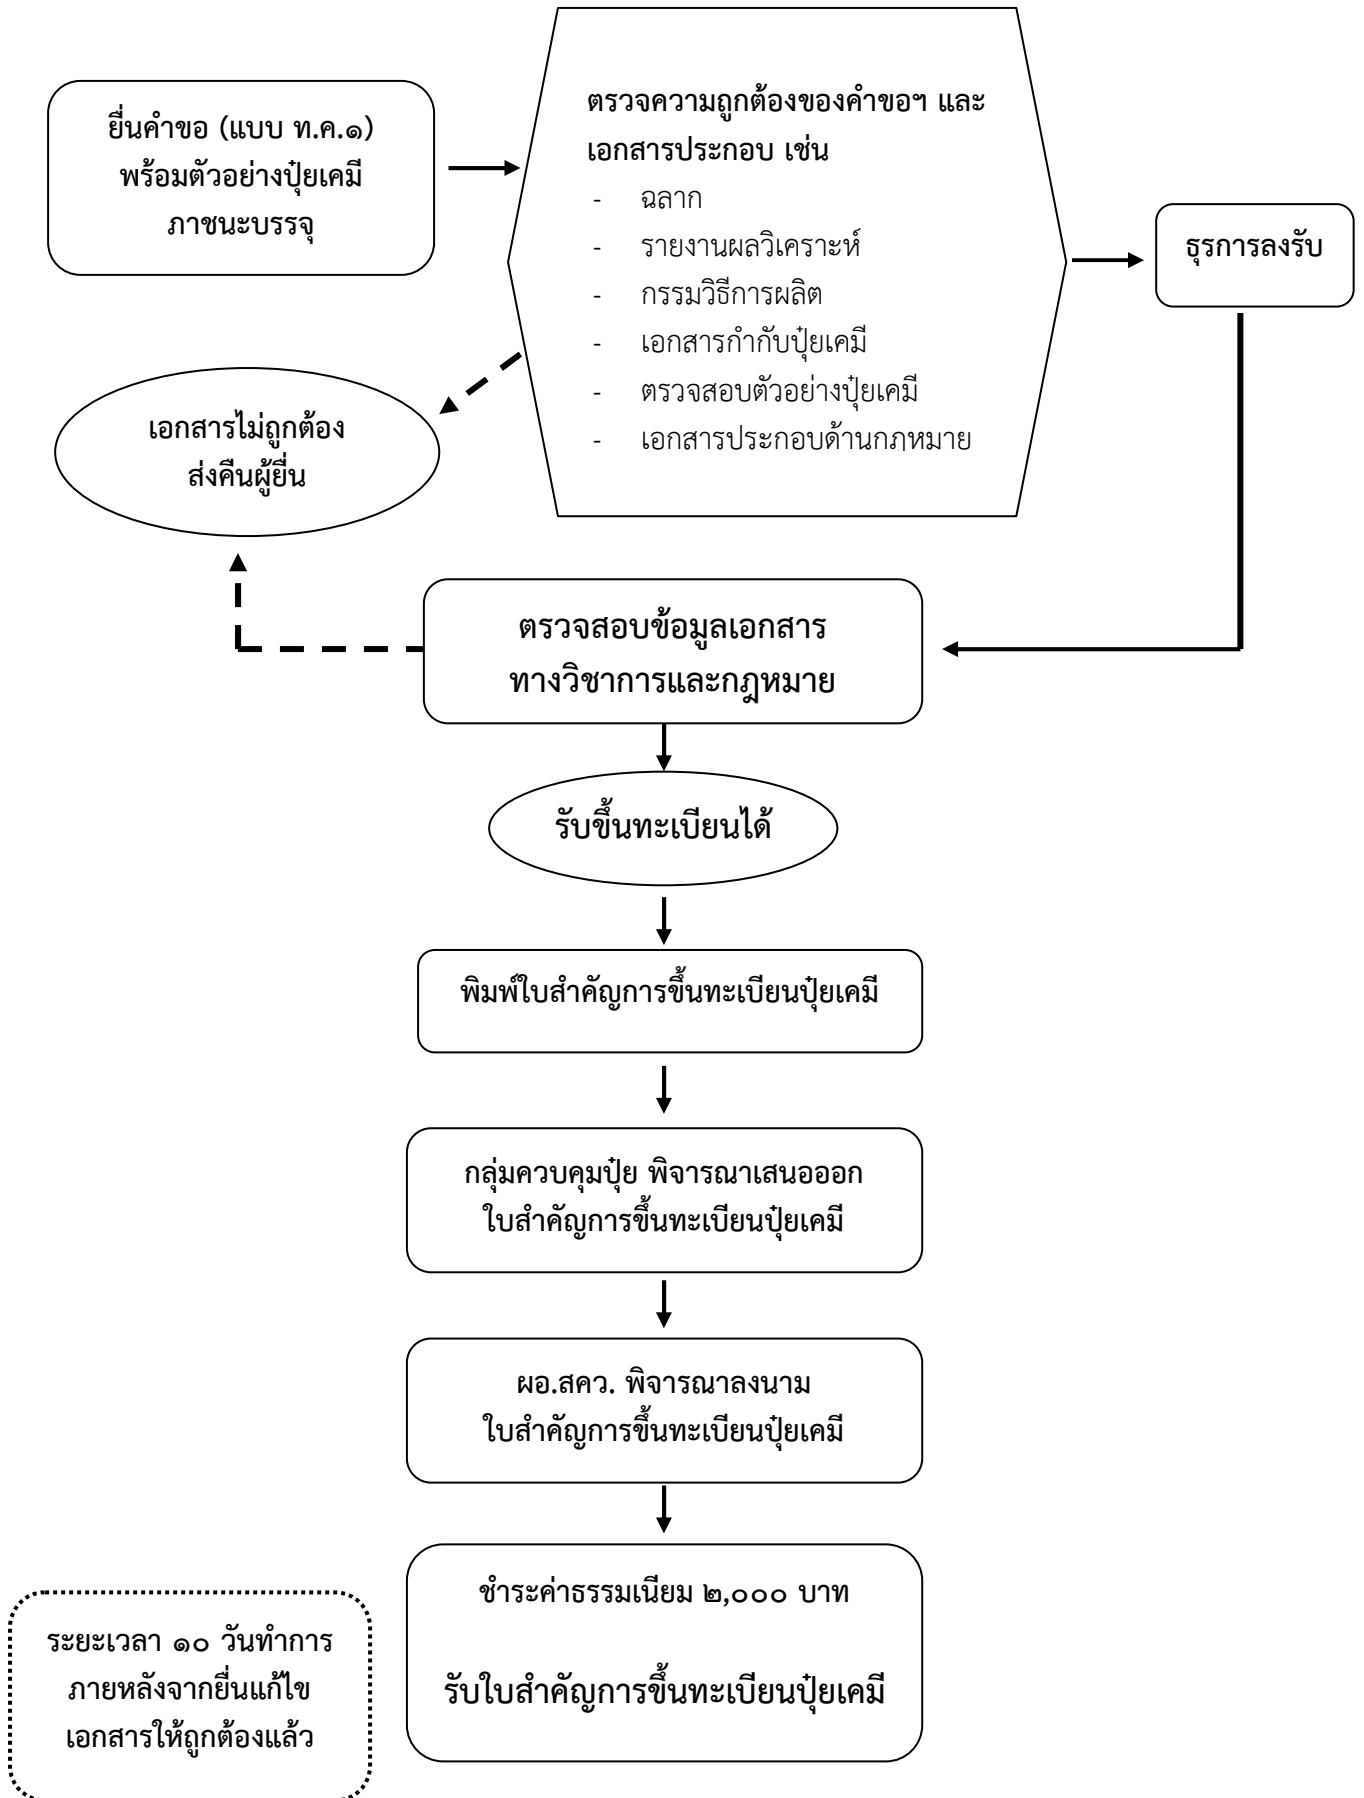 ยื่นคำขอ (แบบ ท.ค.๑)
พร้อมตัวอย่างปุ๋ยเคมี
ภาชนะบรรจุ
ตรวจความถูกต้องของคำขอฯ และ
เอกสารประกอบ เช่น
- ฉลาก
- รายงานผลวิเคราะห์
- กรรมวิธีการผลิต
- เอกสารกำกับปุ๋ยเคมี
- ตรวจสอบตัวอย่างปุ๋ยเคมี
- เอกสารประกอบด้านกฎหมาย
ธุรการลงรับ
เอกสารไม่ถูกต้อง
ส่งคืนผู้ยื่น
ตรวจสอบข้อมูลเอกสาร
ทางวิชาการและกฎหมาย
รับขึ้นทะเบียนได้
พิมพ์ใบสำคัญการขึ้นทะเบียนปุ๋ยเคมี
กลุ่มควบคุมปุ๋ย พิจารณาเสนอออก
ใบสำคัญการขึ้นทะเบียนปุ๋ยเคมี
ผอ.สคว. พิจารณาลงนาม
ใบสำคัญการขึ้นทะเบียนปุ๋ยเคมี
ชำระค่าธรรมเนียม ๒,๐๐๐ บาท
รับใบสำคัญการขึ้นทะเบียนปุ๋ยเคมี
ระยะเวลา ๑๐ วันทำการ
ภายหลังจากยื่นแก้ไข
เอกสารให้ถูกต้องแล้ว